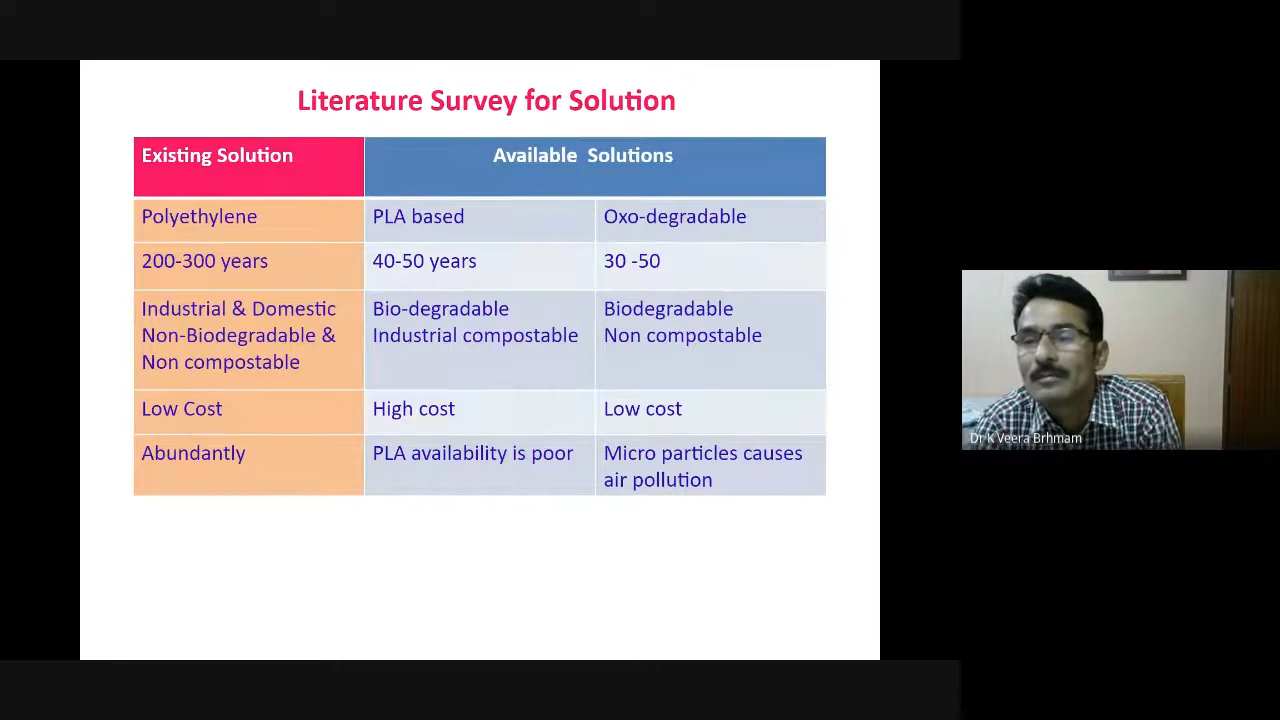 Literature Survey for Solution
Existing Solution
Available Solutions
Polyethylene
PLA based
Oxo-degradable
200-300 years
40-50 years
30 -50
Industrial & Domestic
Non-Biodegradable &
Non compostable
Bio-degradable
Industrial compostable
Biodegradable
Non compostable
Low Cost
High cost
Low cost
Abundantly
PLA availability is poor
Micro particles causes
air pollution
Dr K Veera Brhmam